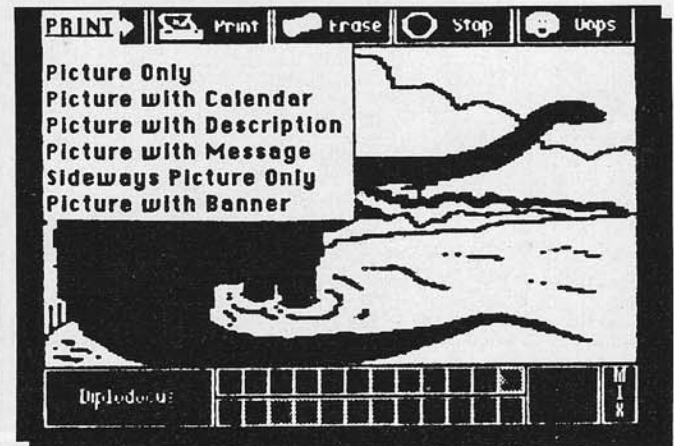 PRINT Print Erase Stop Oops
Picture Only
Picture with Calendar
Picture with Description
Picture with Message
Sideways Picture Only
Picture with Banner
Diplodocus
MIX